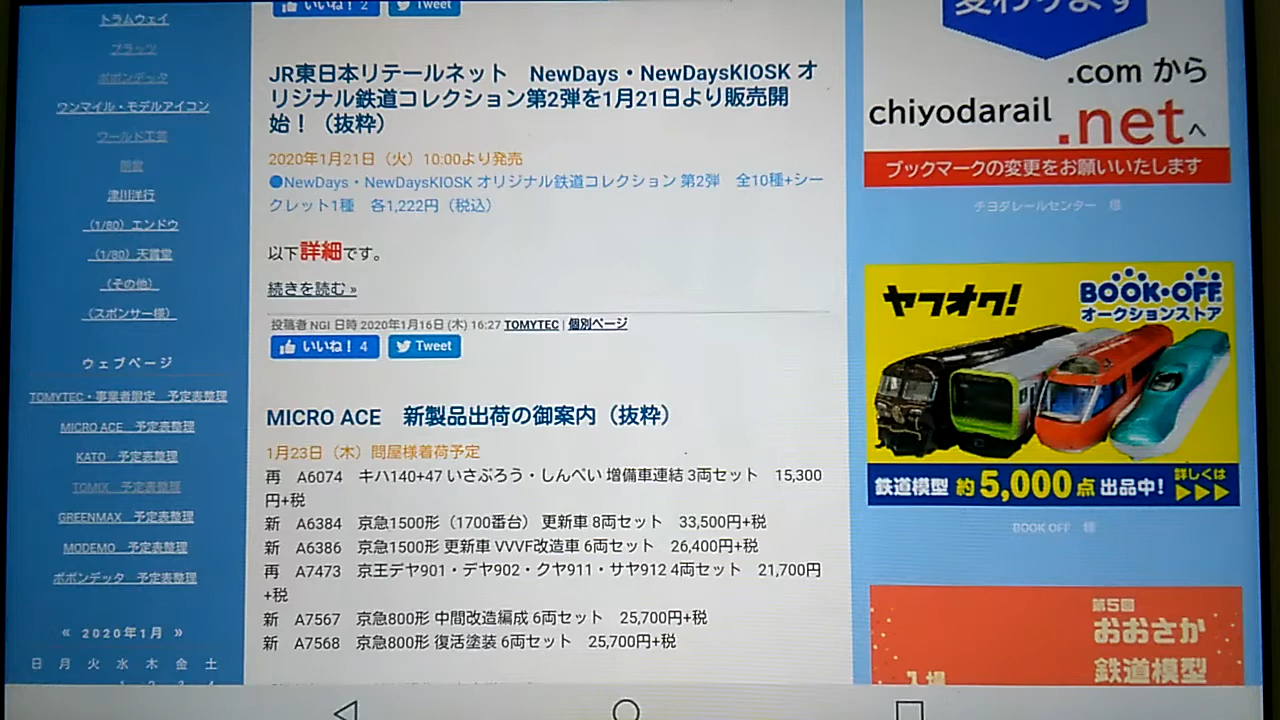 トラムウェイ
プラッツ
ポポンデッタ
ワンマイル・モデルアイコン
ワールド工芸
津川洋行
（1/80）エンドウ
（1/80）天賞堂
（その他）
（スポンサー様）
ウェブページ
TOMYTEC・事業者限定　予定表整理
MICRO ACE　予定表整理
KATO　予定表整理
TOMIX　予定表整理
GREENMAX　予定表整理
MODEMO　予定表整理
ポポンデッタ　予定表整理
« 2020年1月 »
日 月 火 水 木 金 土
1 2 3 4
いいね！ 2 Tweet
JR東日本リテールネット　NewDays・NewDaysKIOSK オ
リジナル鉄道コレクション第2弾を1月21日より販売開
始！（抜粋）
2020年1月21日（火）10:00より発売
●NewDays・NewDaysKIOSK オリジナル鉄道コレクション 第2弾　全10種+シー
クレット1種　各1,222円（税込）
以下詳細です。
続きを読む »
投稿者 NGI 日時 2020年1月16日 (木) 16:27 TOMYTEC | 個別ページ
いいね！ 4 Tweet
MICRO ACE　新製品出荷の御案内（抜粋）
1月23日（木）問屋様着荷予定
再　A6074　キハ140+47 いさぶろう・しんぺい 増備車連結 3両セット　15,300
円+税
新　A6384　京急1500形（1700番台） 更新車 8両セット　33,500円+税
新　A6386　京急1500形 更新車 VVVF改造車 6両セット　26,400円+税
再　A7473　京王デヤ901・デヤ902・クヤ911・サヤ912 4両セット　21,700円
+税
新　A7567　京急800形 中間改造編成 6両セット　25,700円+税
新　A7568　京急800形 復活塗装 6両セット　25,700円+税
変わります
.com から
chiyodarail
.netへ
ブックマークの変更をお願いいたします
チヨダレールセンター　様
ヤフオク!
BOOK・OFF
オークションストア
鉄道模型 約5,000点 出品中!
詳しくは
▶▶▶
BOOK OFF　様
第5回
おおさか
鉄道模型
入場